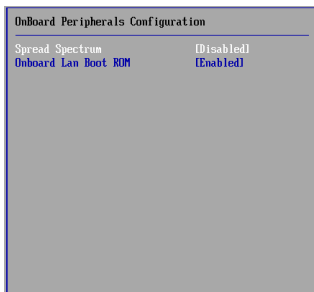 OnBoard Peripherals Configuration
Spread Spectrum [Disabled]
Onboard Lan Boot ROM [Enabled]